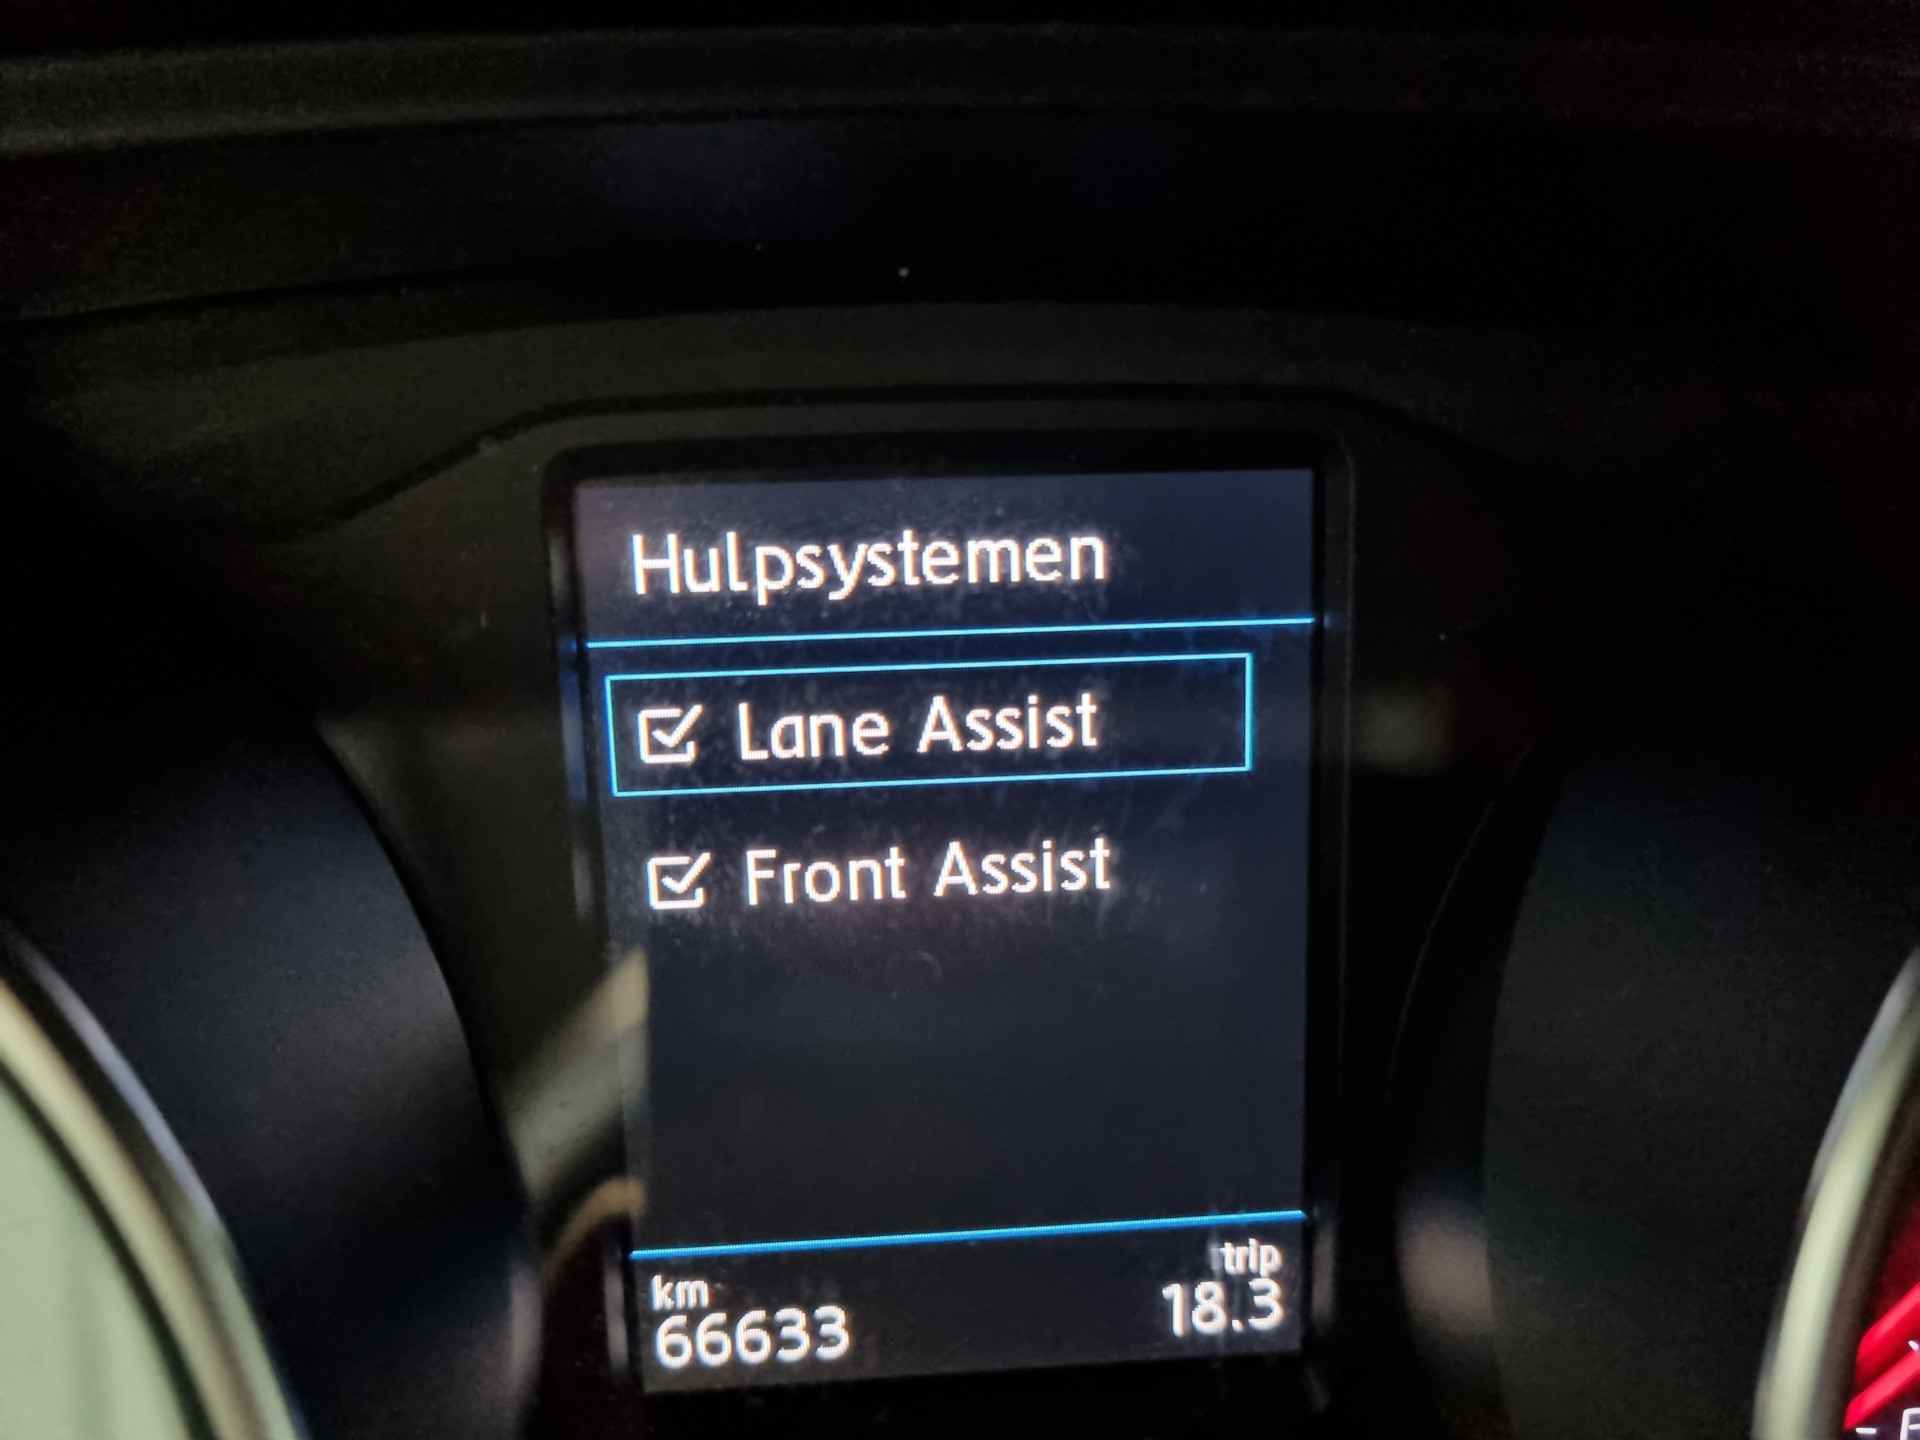 Hulpsystemen
Lane Assist
Front Assist
km
trip
66633
18.3